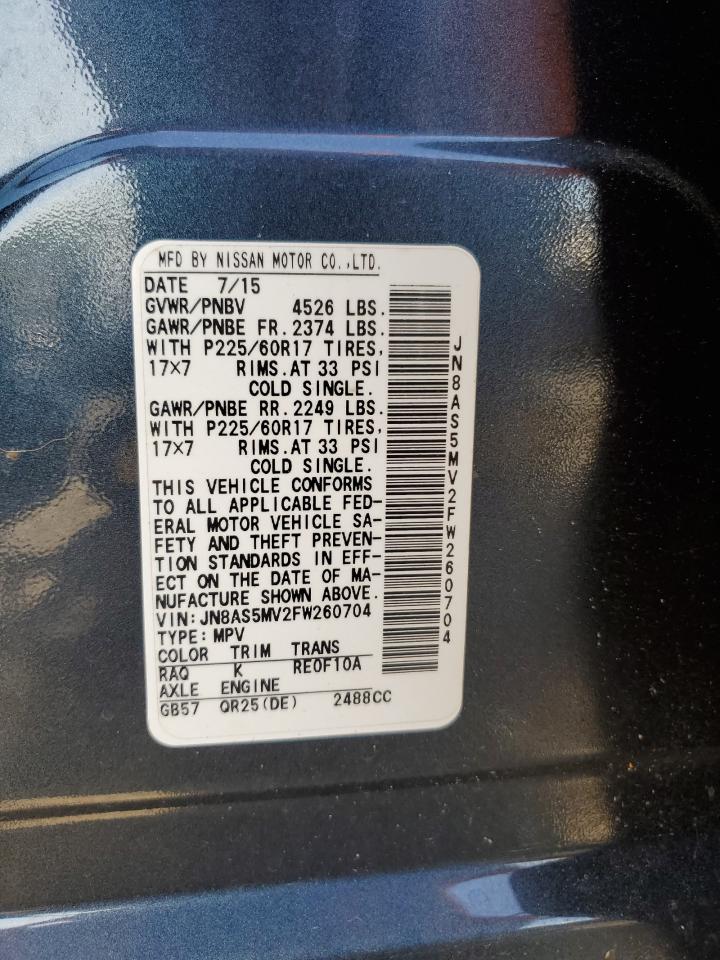 MFD BY NISSAN MOTOR CO.,LTD.
DATE 7/15
GVWR/PNBV 4526 LBS.
GAWR/PNBE FR. 2374 LBS.
WITH P225/60R17 TIRES,
17×7 RIMS.AT 33 PSI
COLD SINGLE.
GAWR/PNBE RR. 2249 LBS.
WITH P225/60R17 TIRES,
17×7 RIMS.AT 33 PSI
COLD SINGLE.
THIS VEHICLE CONFORMS
TO ALL APPLICABLE FED-
ERAL MOTOR VEHICLE SA-
FETY AND THEFT PREVEN-
TION STANDARDS IN EFF-
ECT ON THE DATE OF MA-
NUFACTURE SHOWN ABOVE.
VIN:JN8AS5MV2FW260704
TYPE:MPV
COLOR TRIM TRANS
RAQ K RE0F10A
AXLE ENGINE
GB57 QR25(DE) 2488CC
JN8AS5MV2FW260704